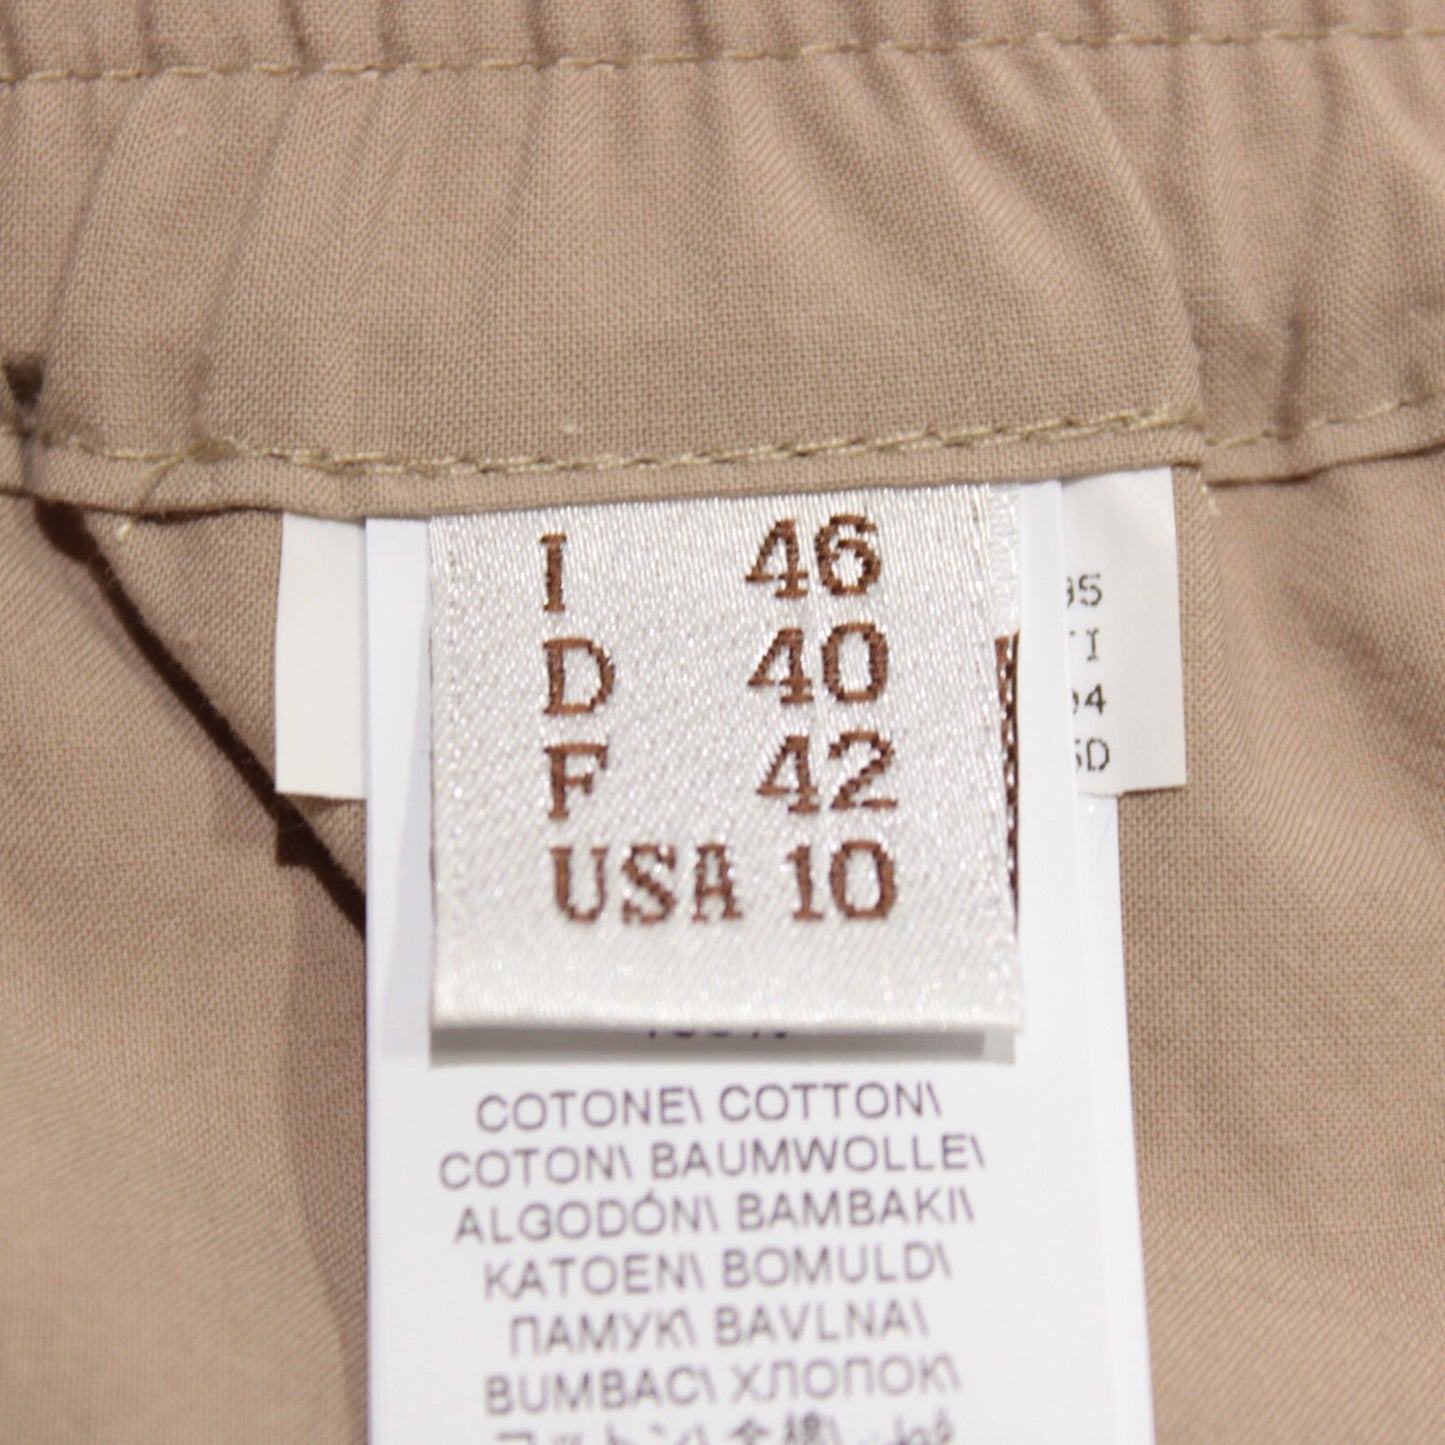 I 46
D 40
F 42
USA 10
COTONE\ COTTON\
COTON\ BAUMWOLLE\
ALGODÓN\ BAMBAKI\
KATOEN\ BOMULD\
ПАМУК\ BAVLNA\
BUMBAC\ ХЛОПОК\